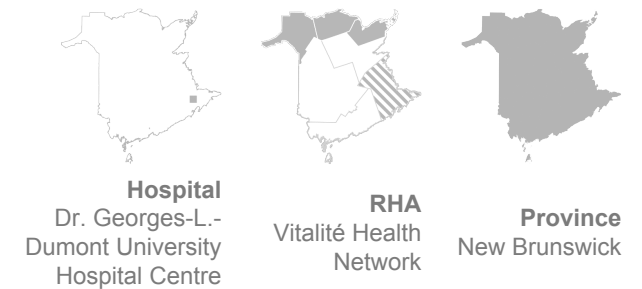 Hospital
Dr. Georges-L.-
Dumont University
Hospital Centre
RHA
Vitalité Health
Network
Province
New Brunswick